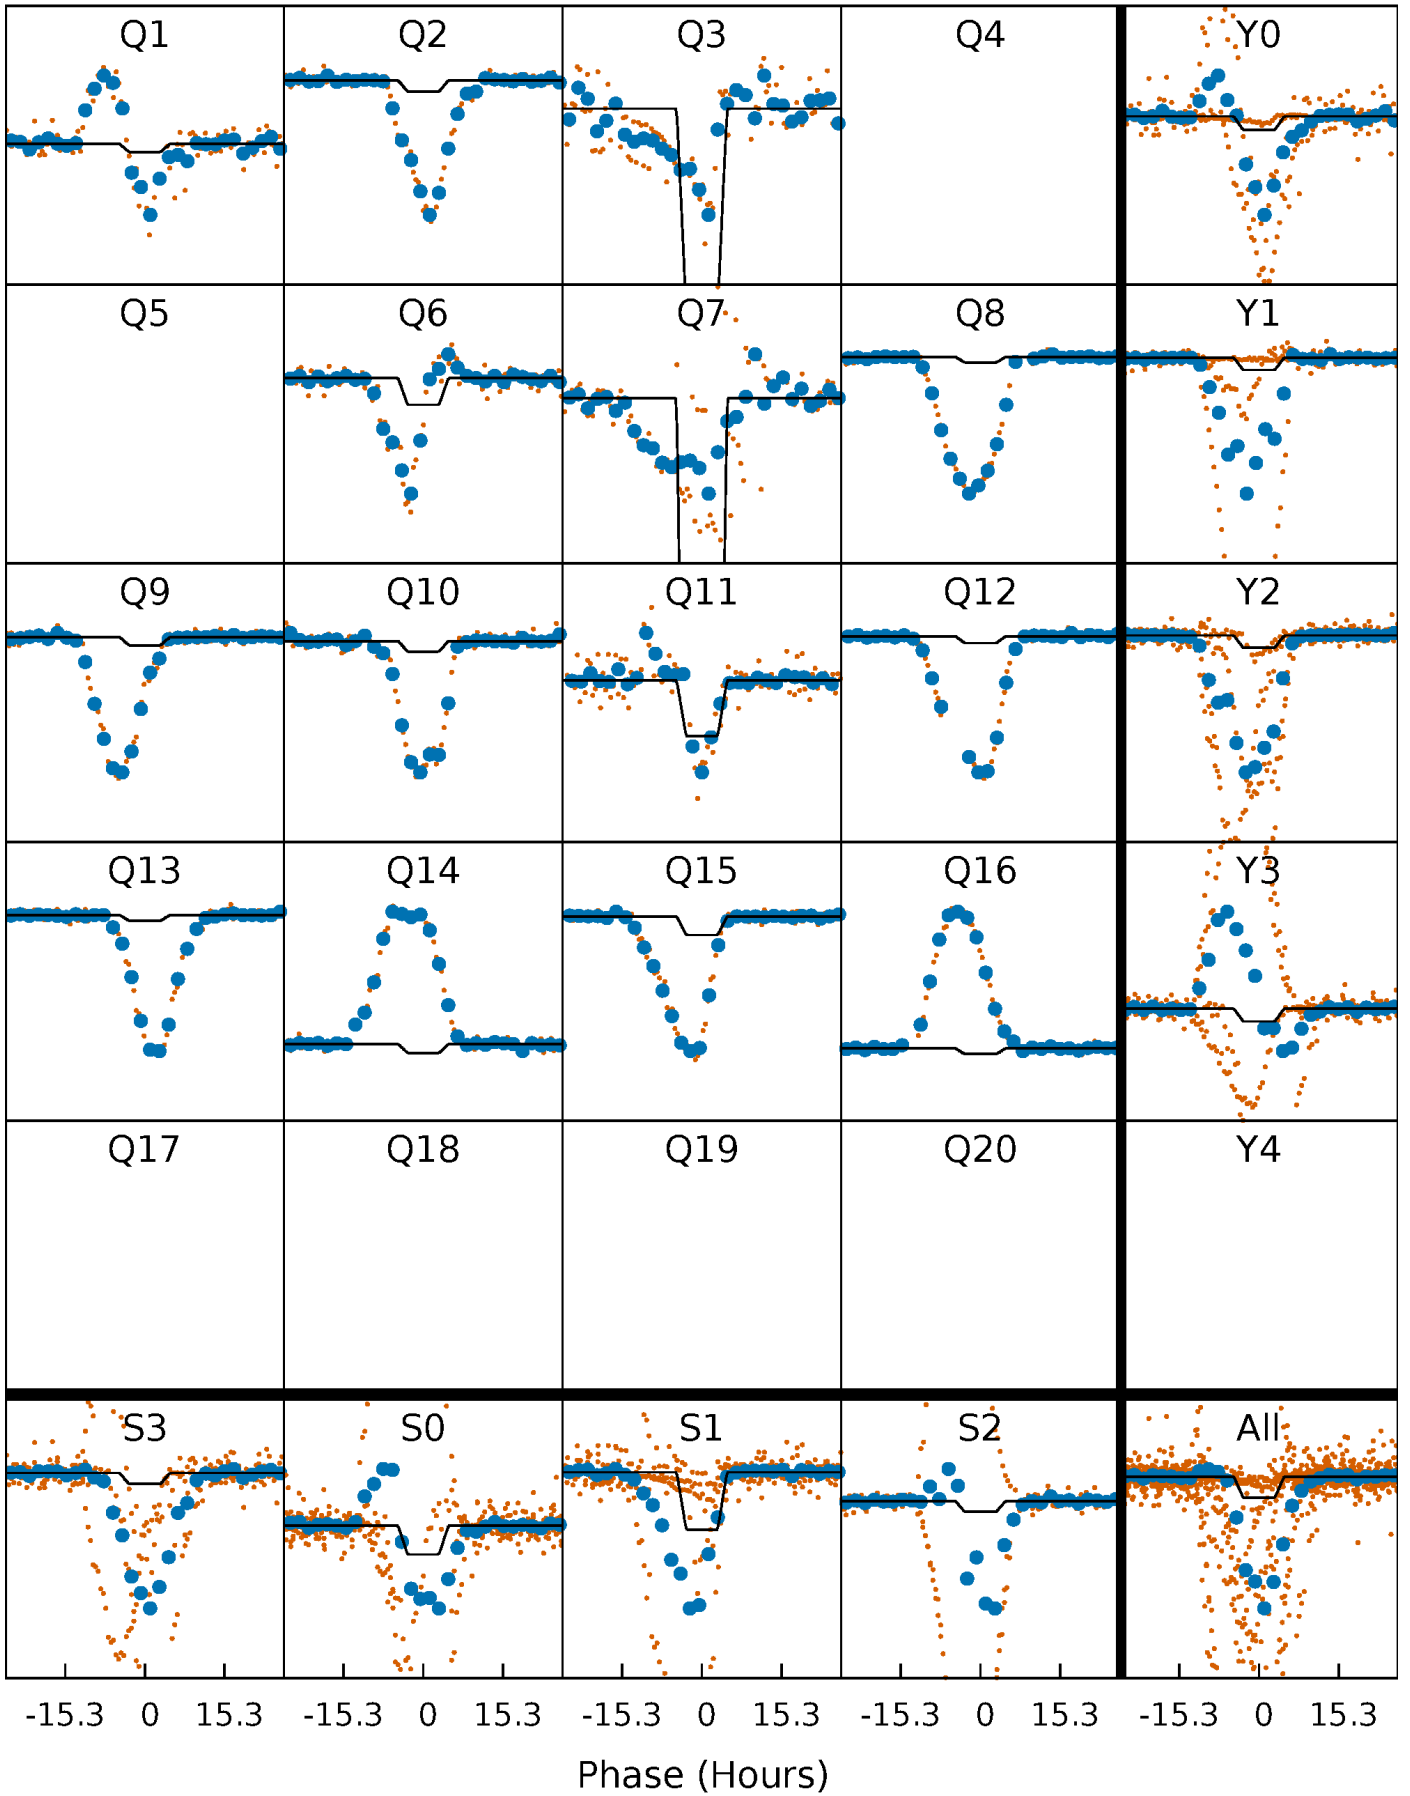 Q1 Q2 Q3 Q4 Y0
Q5 Q6 Q7 Q8 Y1
Q9 Q10 Q11 Q12 Y2
Q13 Q14 Q15 Q16 Y3
Q17 Q18 Q19 Q20 Y4
S3 S0 S1 S2 All
-15.3 0 15.3 -15.3 0 15.3 -15.3 0 15.3 -15.3 0 15.3 -15.3 0 15.3
Phase (Hours)